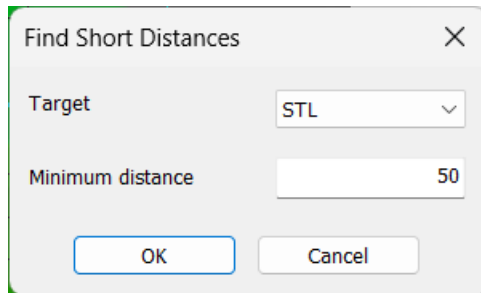 Find Short Distances
Target STL
Minimum distance 50
OK Cancel